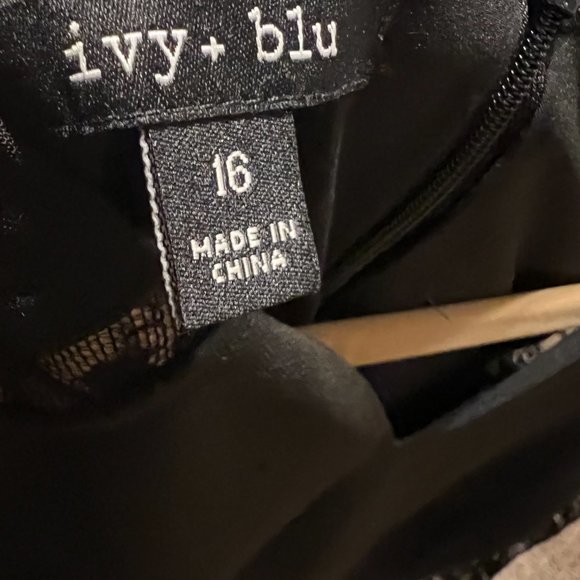 ivy+ blu
16
MADE IN
CHINA